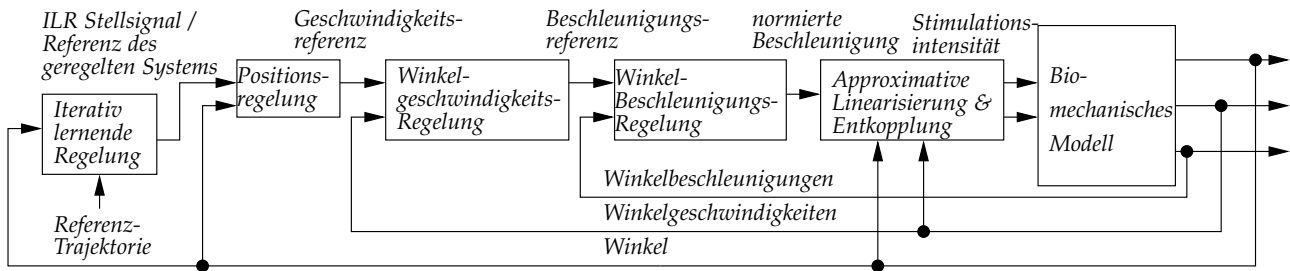 ILR Stellsignal /
Referenz des
geregelten Systems
Geschwindigkeits-
referenz
Beschleunigungs-
referenz
normierte
Beschleunigung
Stimulations-
intensität
Iterativ
lernende
Regelung
Positions-
regelung
Winkel-
geschwindigkeits-
Regelung
Winkel-
Beschleunigungs-
Regelung
Approximative
Linearisierung &
Entkopplung
Bio-
mechanisches
Modell
Referenz-
Trajektorie
Winkelbeschleunigungen
Winkelgeschwindigkeiten
Winkel